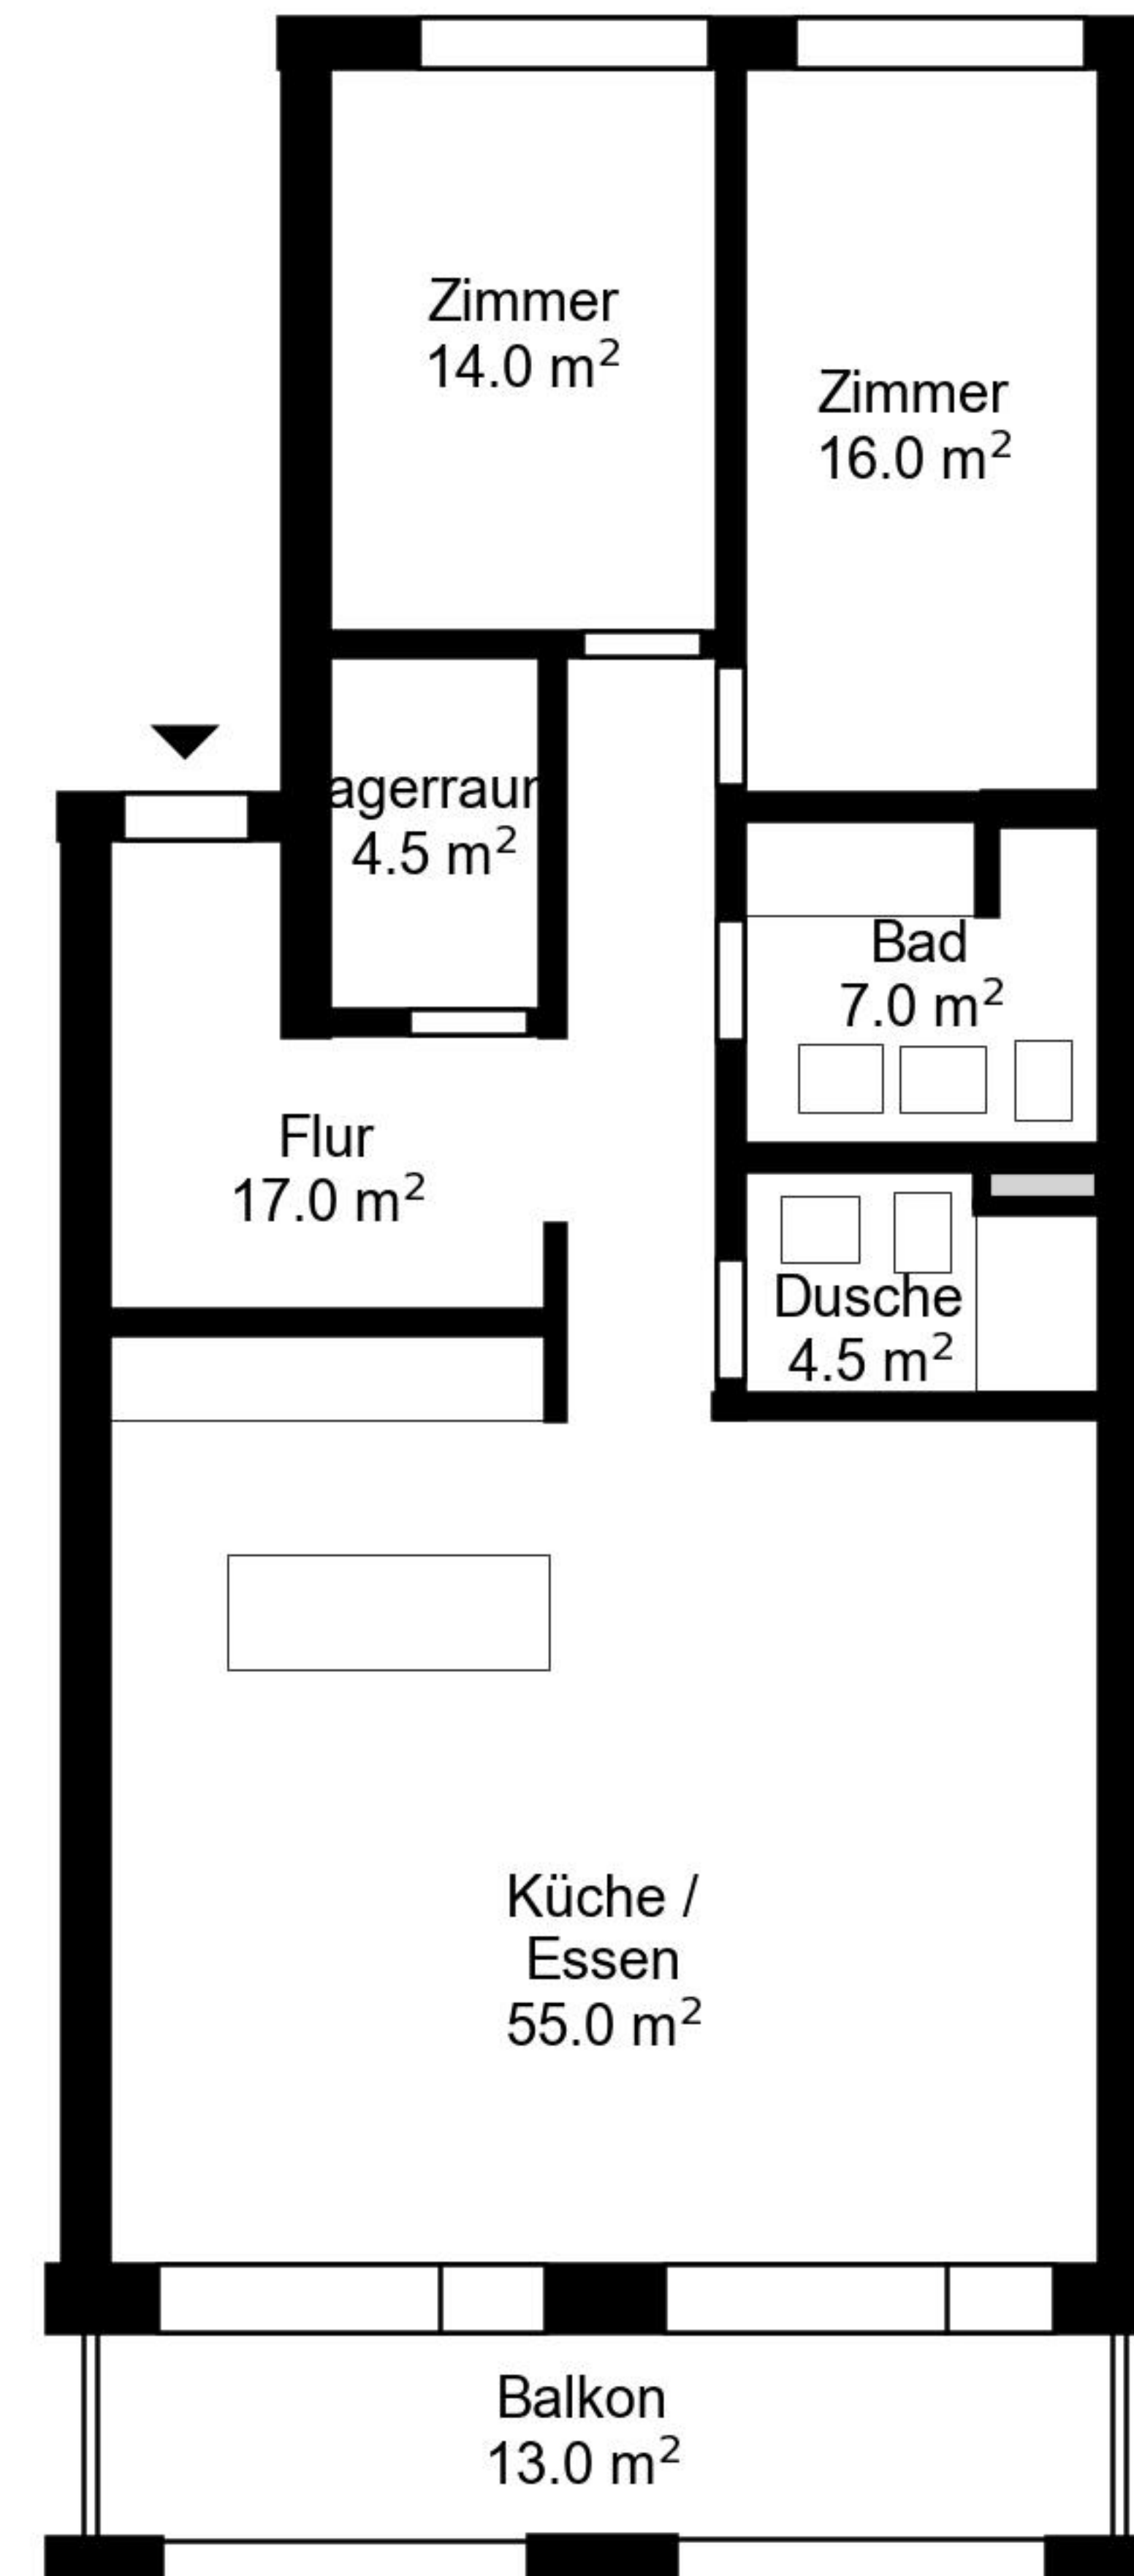 Zimmer
14.0 m²
Zimmer
16.0 m²
agerraum
4.5 m²
Bad
7.0 m²
Flur
17.0 m²
Dusche
4.5 m²
Küche /
Essen
55.0 m²
Balkon
13.0 m²